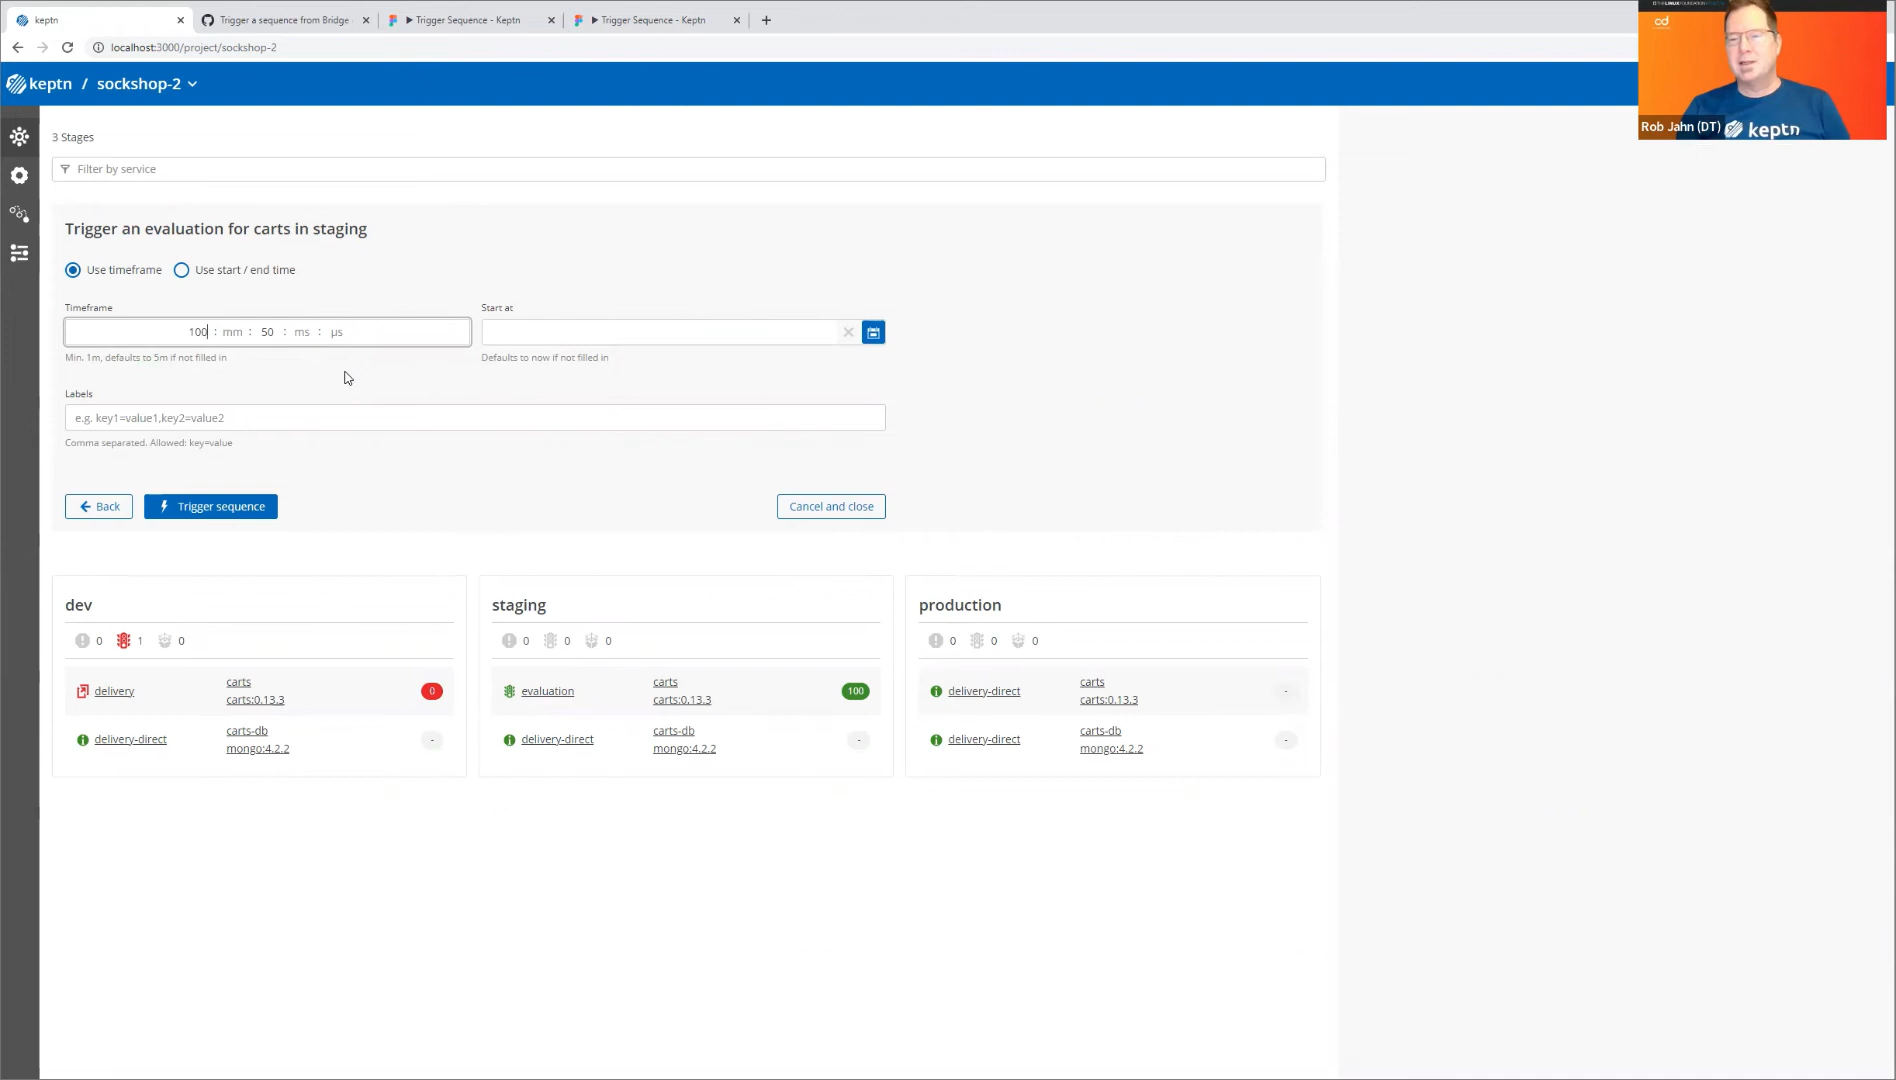 keptn
Trigger a sequence from Bridge
Trigger Sequence - Keptn
Trigger Sequence - Keptn
localhost:3000/project/sockshop-2
keptn / sockshop-2
THE LINUX FOUNDATION
cd
keptn
Rob Jahn (DT)
3 Stages
Filter by service
Trigger an evaluation for carts in staging
Use timeframe Use start / end time
Timeframe Start at
100 : mm : 50 : ms : µs
Min. 1m, defaults to 5m if not filled in Defaults to now if not filled in
Labels
e.g. key1=value1,key2=value2
Comma separated. Allowed: key=value
Back Trigger sequence Cancel and close
dev
0 1 0
delivery carts 0
carts:0.13.3
delivery-direct carts-db -
mongo:4.2.2
staging
0 0 0
evaluation carts 100
carts:0.13.3
delivery-direct carts-db -
mongo:4.2.2
production
0 0 0
delivery-direct carts -
carts:0.13.3
delivery-direct carts-db -
mongo:4.2.2